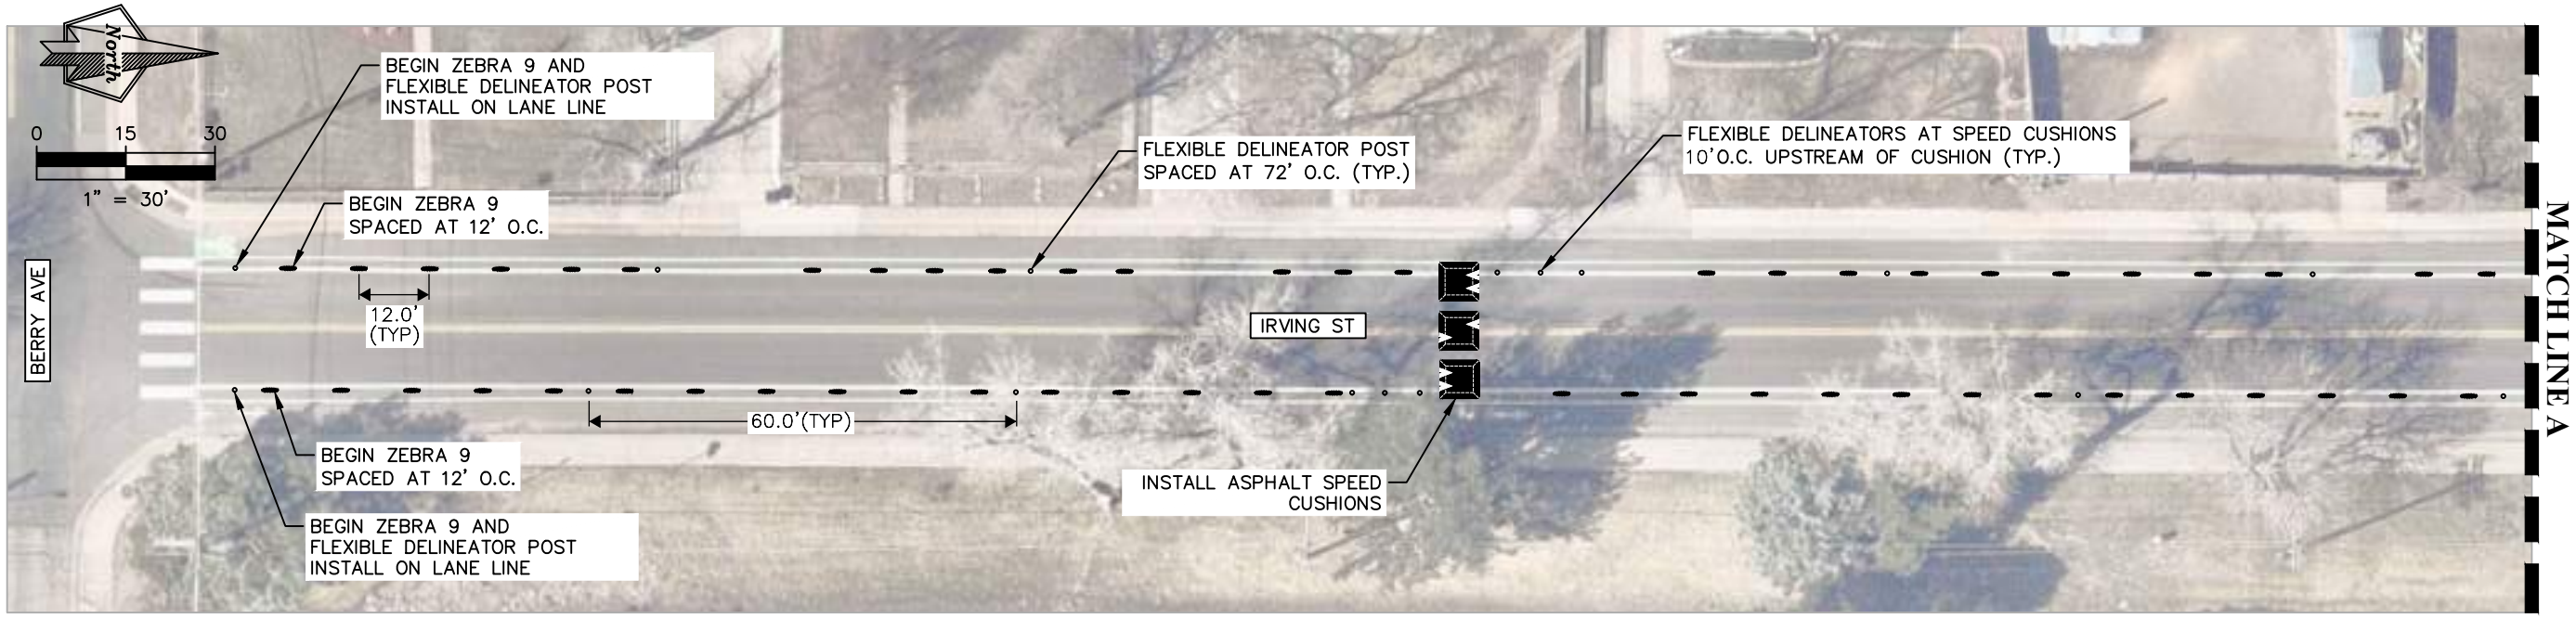 North
0 15 30
1" = 30'
BEGIN ZEBRA 9 AND
FLEXIBLE DELINEATOR POST
INSTALL ON LANE LINE
BEGIN ZEBRA 9
SPACED AT 12' O.C.
FLEXIBLE DELINEATOR POST
SPACED AT 72' O.C. (TYP.)
FLEXIBLE DELINEATORS AT SPEED CUSHIONS
10'O.C. UPSTREAM OF CUSHION (TYP.)
BERRY AVE
12.0'
(TYP)
IRVING ST
MATCHLINE A
60.0'(TYP)
BEGIN ZEBRA 9
SPACED AT 12' O.C.
INSTALL ASPHALT SPEED
CUSHIONS
BEGIN ZEBRA 9 AND
FLEXIBLE DELINEATOR POST
INSTALL ON LANE LINE